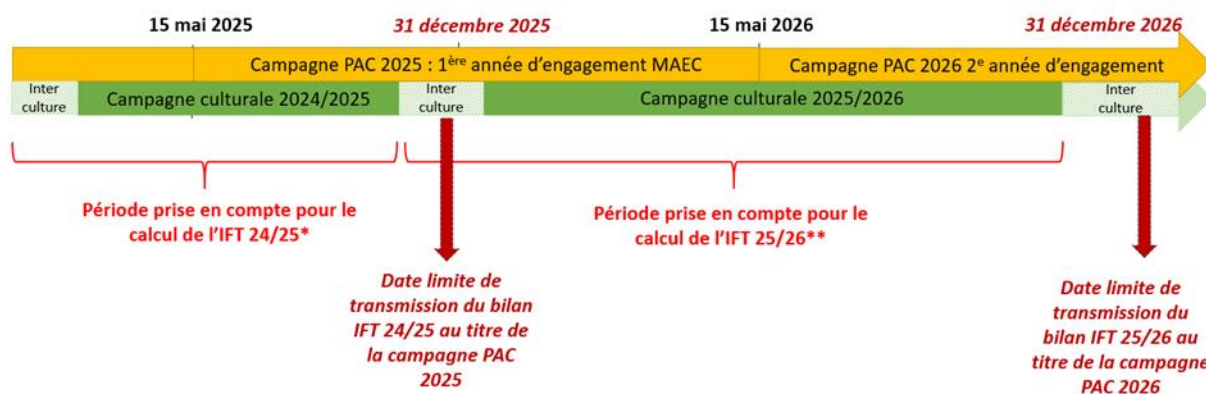 15 mai 2025
31 décembre 2025
15 mai 2026
31 décembre 2026
Campagne PAC 2025 : 1ère année d’engagement MAEC
Campagne PAC 2026 2e année d’engagement
Inter
culture
Campagne culturale 2024/2025
Inter
culture
Campagne culturale 2025/2026
Inter
culture
Période prise en compte pour le
calcul de l’IFT 24/25*
Période prise en compte pour le
calcul de l’IFT 25/26**
Date limite de
transmission du bilan
IFT 24/25 au titre de
la campagne PAC
2025
Date limite de
transmission du
bilan IFT 25/26 au
titre de la campagne
PAC 2026